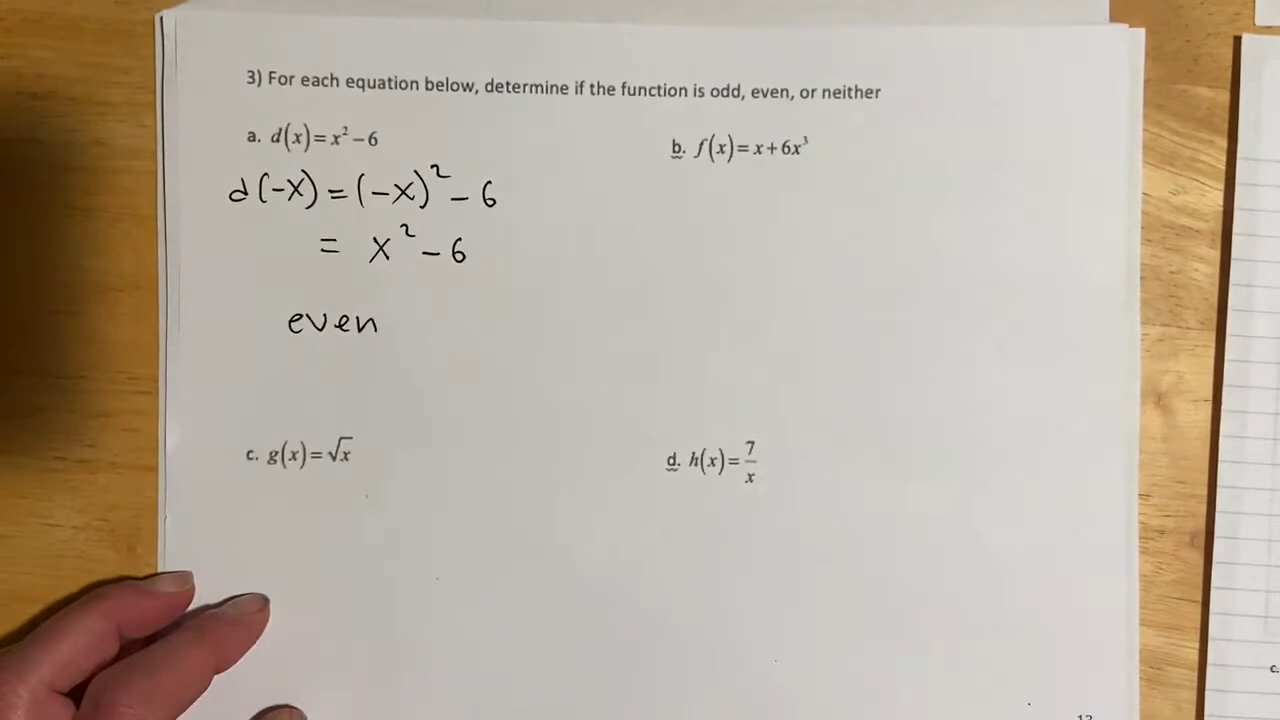 3) For each equation below, determine if the function is odd, even, or neither
a. d(x)=x²−6
d(-x) = (-x)² - 6
= x² - 6
even
b. f(x)=x+6x³
c. g(x)=√x
d. h(x)=7/x
c.